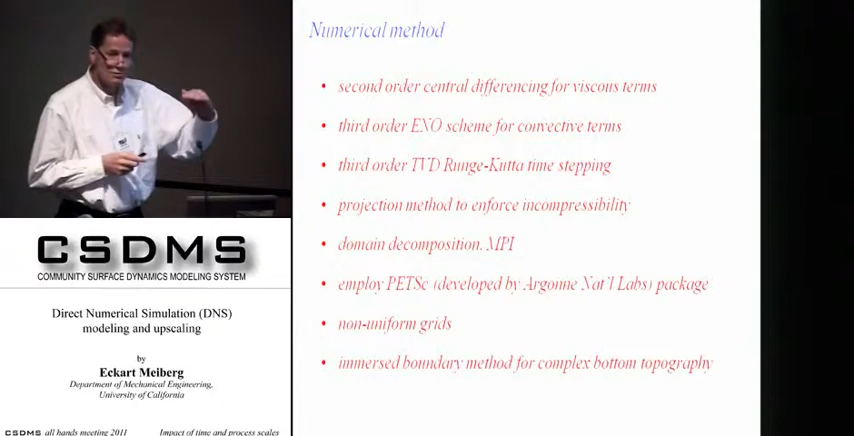 Numerical method
• second order central differencing for viscous terms
• third order ENO scheme for convective terms
• third order TVD Runge-Kutta time stepping
• projection method to enforce incompressibility
• domain decomposition, MPI
• employ PETSc (developed by Argonne Nat'l Labs) package
• non-uniform grids
• immersed boundary method for complex bottom topography
CSDMS
COMMUNITY SURFACE DYNAMICS MODELING SYSTEM
Direct Numerical Simulation (DNS)
modeling and upscaling
by
Eckart Meiberg
Department of Mechanical Engineering,
University of California
CSDMS all hands meeting 2011 Impact of time and process scales